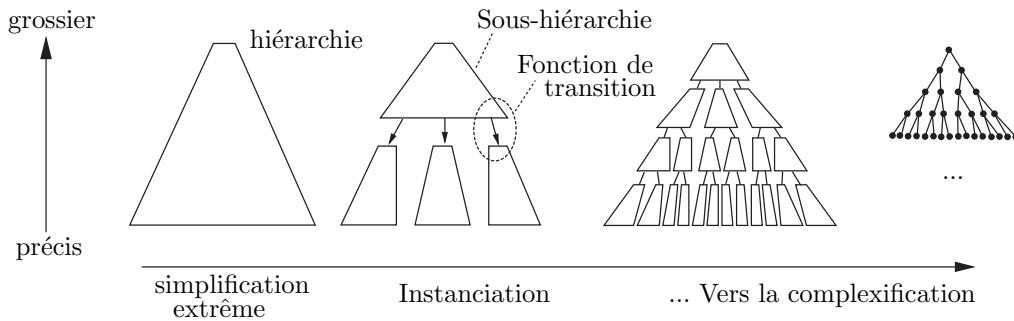 grossier
hiérarchie
Sous-hiérarchie
Fonction de
transition
...
précis
simplification
extrême
Instanciation
... Vers la complexification